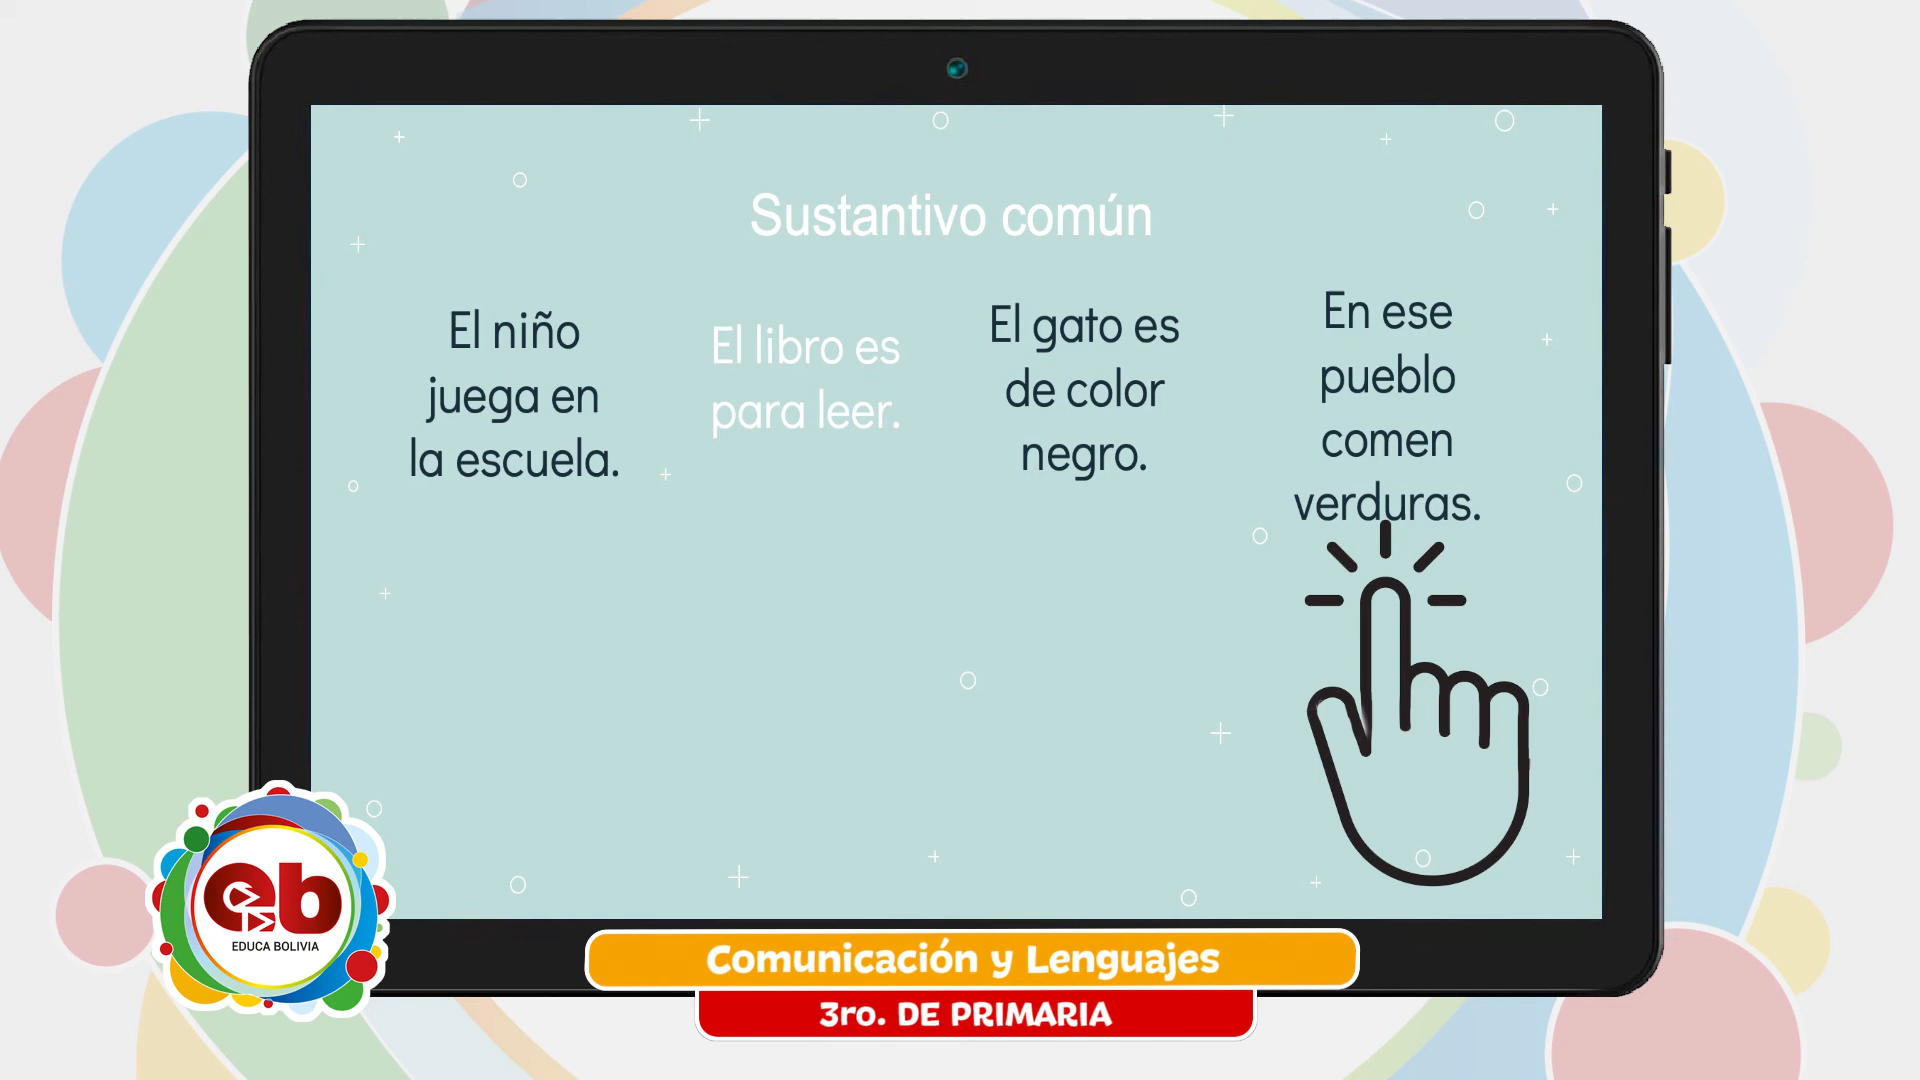 Sustantivo común
El niño
juega en
la escuela.
El libro es
para leer.
El gato es
de color
negro.
En ese
pueblo
comen
verduras.
eb
EDUCA BOLIVIA
Comunicación y Lenguajes
3ro. DE PRIMARIA